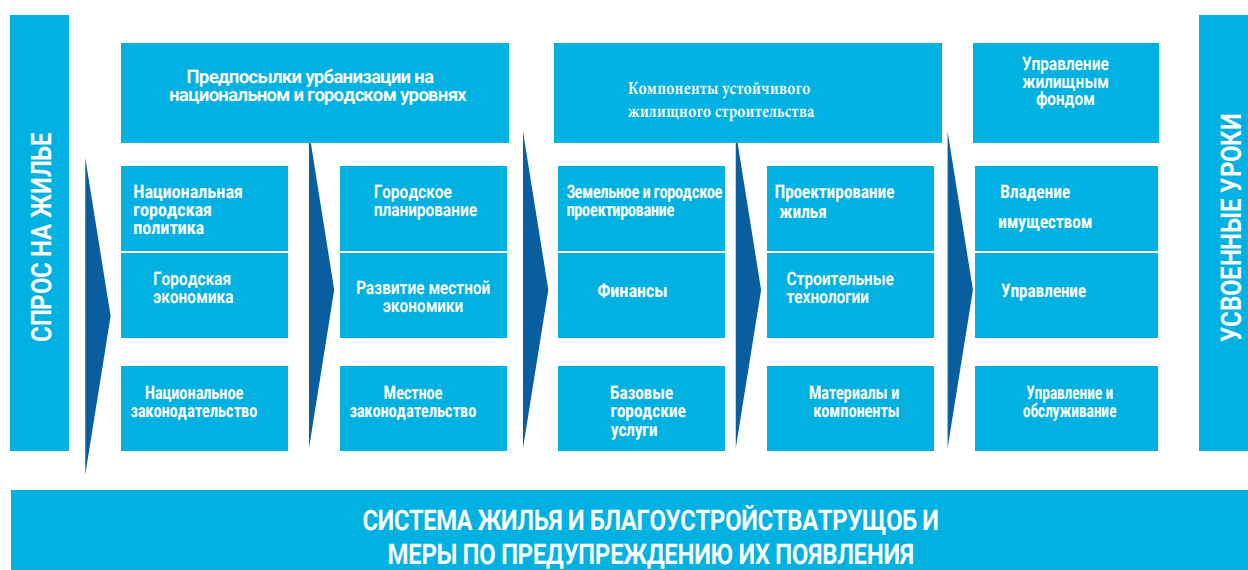 СПРОС НА ЖИЛЬЕ
Предпосылки урбанизации на
национальном и городском уровнях
Компоненты устойчивого
жилищного строительства
Управление
жилищным
фондом
Национальная
городская
политика
Городское
планирование
Земельное и городское
проектирование
Проектирование
жилья
Владение
имуществом
Городская
экономика
Развитие местной
экономики
Финансы
Строительные
технологии
Управление
Национальное
законодательство
Местное
законодательство
Базовые
городские
услуги
Материалы и
компоненты
Управление и
обслуживание
УСВОЕННЫЕ УРОКИ
СИСТЕМА ЖИЛЬЯ И БЛАГОУСТРОЙСТВАТРУЩОБ И
МЕРЫ ПО ПРЕДУПРЕЖДЕНИЮ ИХ ПОЯВЛЕНИЯ